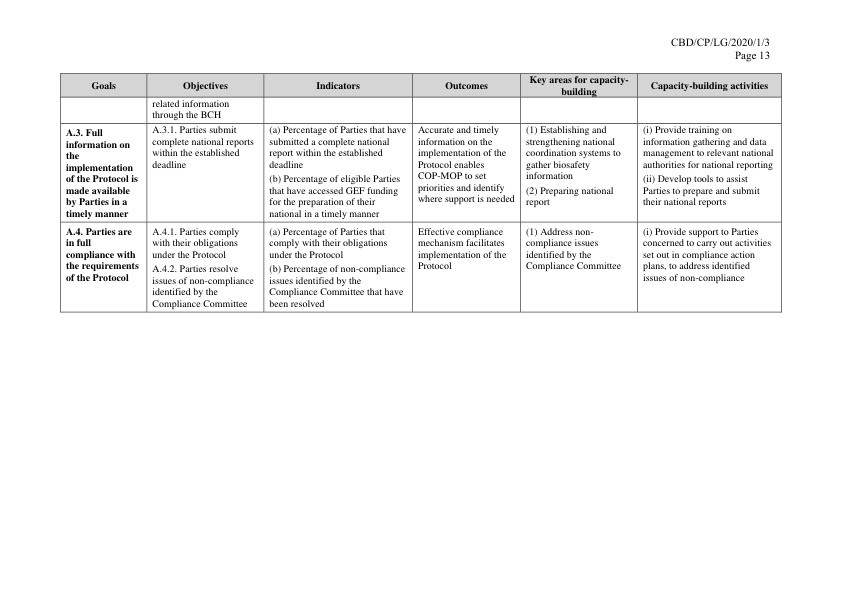 CBD/CP/LG/2020/1/3
Page 13
Goals
Objectives
Indicators
Outcomes
Key areas for capacity-
building
Capacity-building activities
related information
through the BCH
A.3. Full
information on
the
implementation
of the Protocol is
made available
by Parties in a
timely manner
A.3.1. Parties submit
complete national reports
within the established
deadline
(a) Percentage of Parties that have
submitted a complete national
report within the established
deadline
(b) Percentage of eligible Parties
that have accessed GEF funding
for the preparation of their
national in a timely manner
Accurate and timely
information on the
implementation of the
Protocol enables
COP-MOP to set
priorities and identify
where support is needed
(1) Establishing and
strengthening national
coordination systems to
gather biosafety
information
(2) Preparing national
report
(i) Provide training on
information gathering and data
management to relevant national
authorities for national reporting
(ii) Develop tools to assist
Parties to prepare and submit
their national reports
A.4. Parties are
in full
compliance with
the requirements
of the Protocol
A.4.1. Parties comply
with their obligations
under the Protocol
A.4.2. Parties resolve
issues of non-compliance
identified by the
Compliance Committee
(a) Percentage of Parties that
comply with their obligations
under the Protocol
(b) Percentage of non-compliance
issues identified by the
Compliance Committee that have
been resolved
Effective compliance
mechanism facilitates
implementation of the
Protocol
(1) Address non-
compliance issues
identified by the
Compliance Committee
(i) Provide support to Parties
concerned to carry out activities
set out in compliance action
plans, to address identified
issues of non-compliance